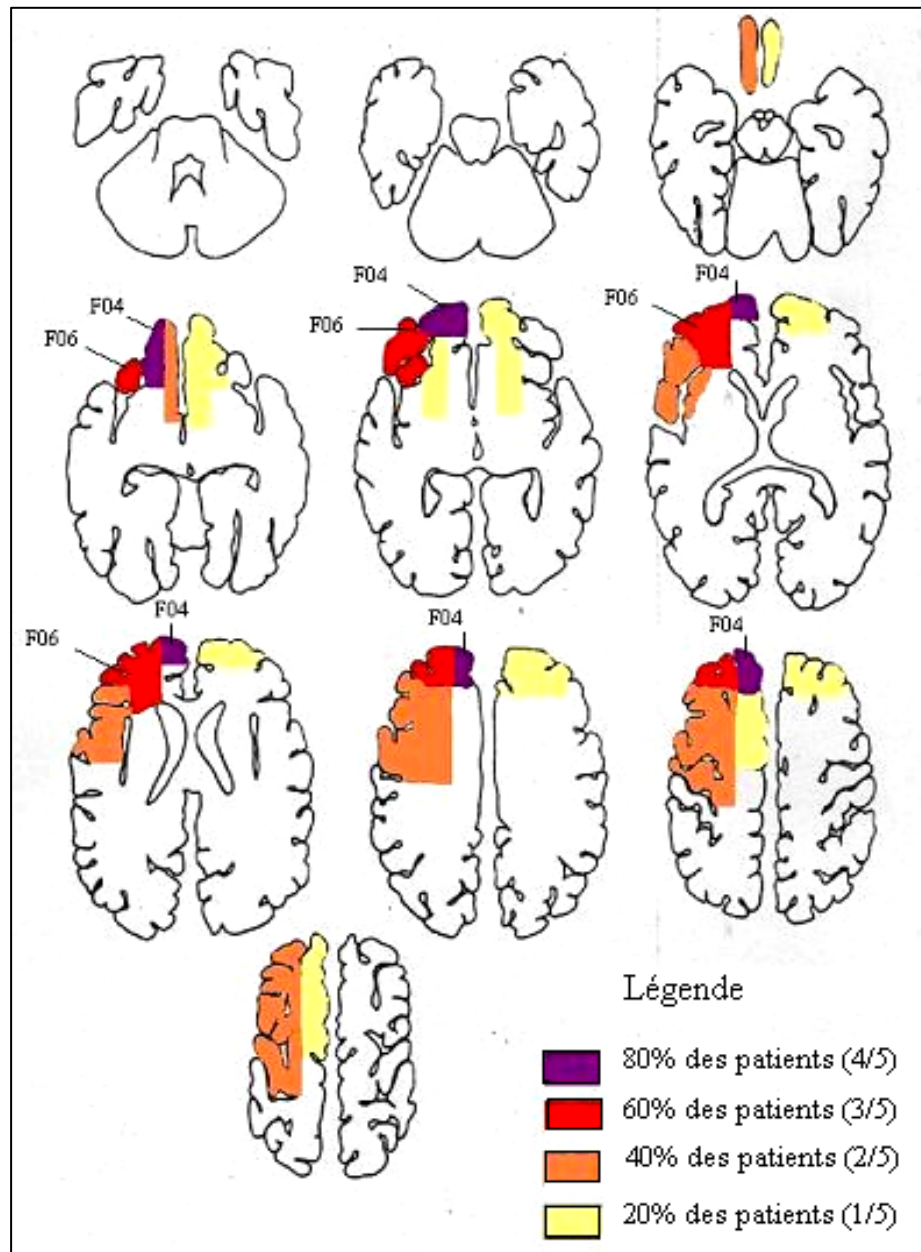 F04
F04
F04
F06
F06
F06
F04
F04
F04
F06
Légende
80% des patients (4/5)
60% des patients (3/5)
40% des patients (2/5)
20% des patients (1/5)